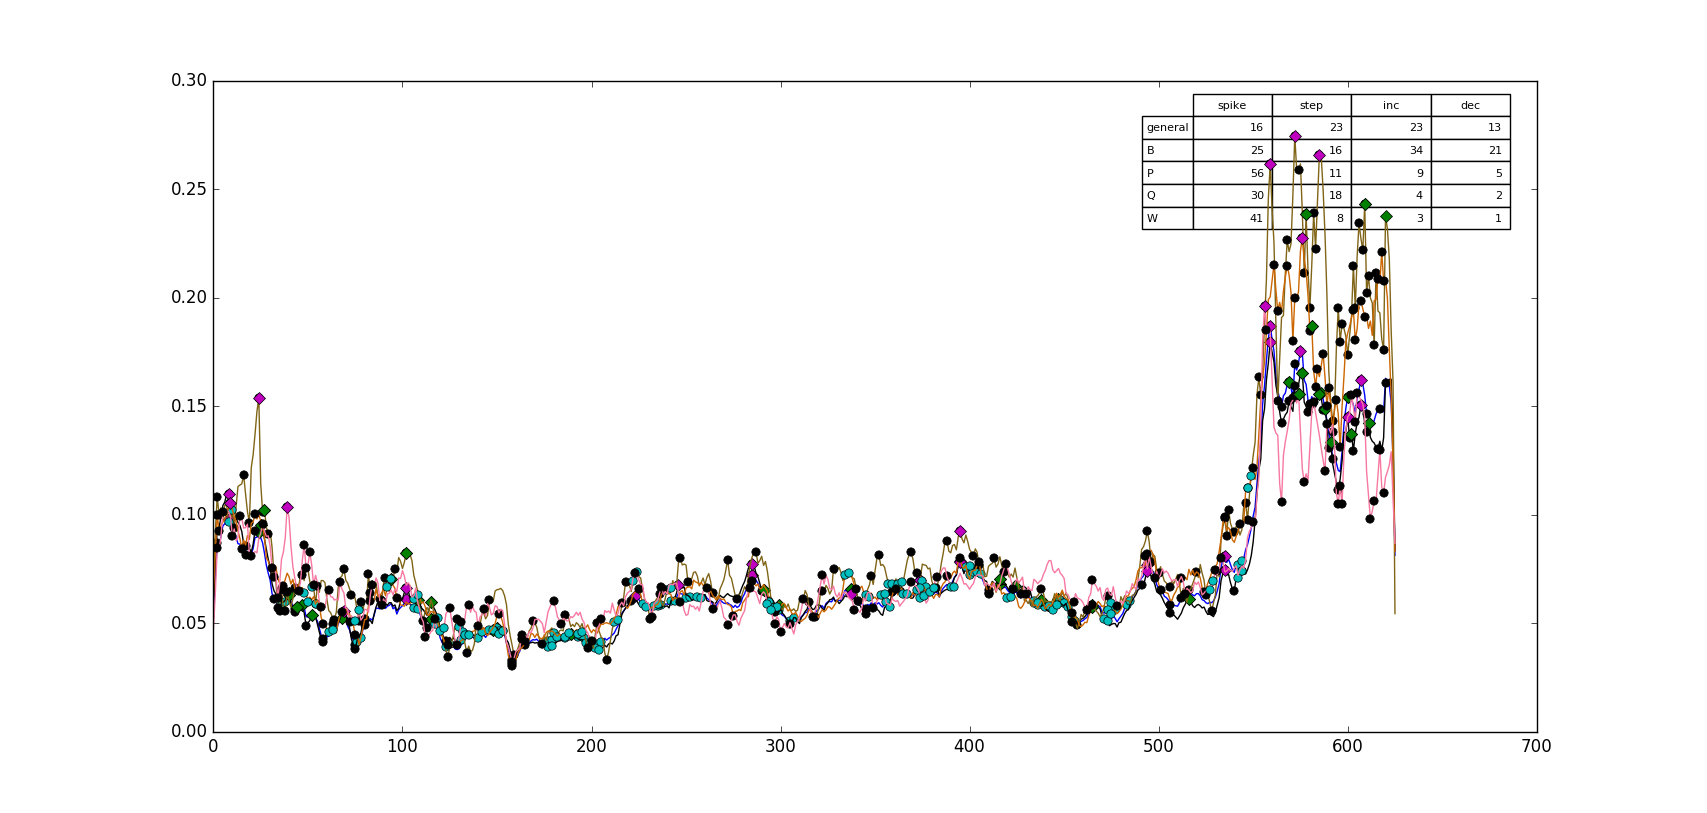 0.30
0.25
0.20
0.15
0.10
0.05
0.00
0 100 200 300 400 500 600 700
spike step inc dec
general 16 23 23 13
B 25 16 34 21
P 56 11 9 5
Q 30 18 4 2
W 41 8 3 1